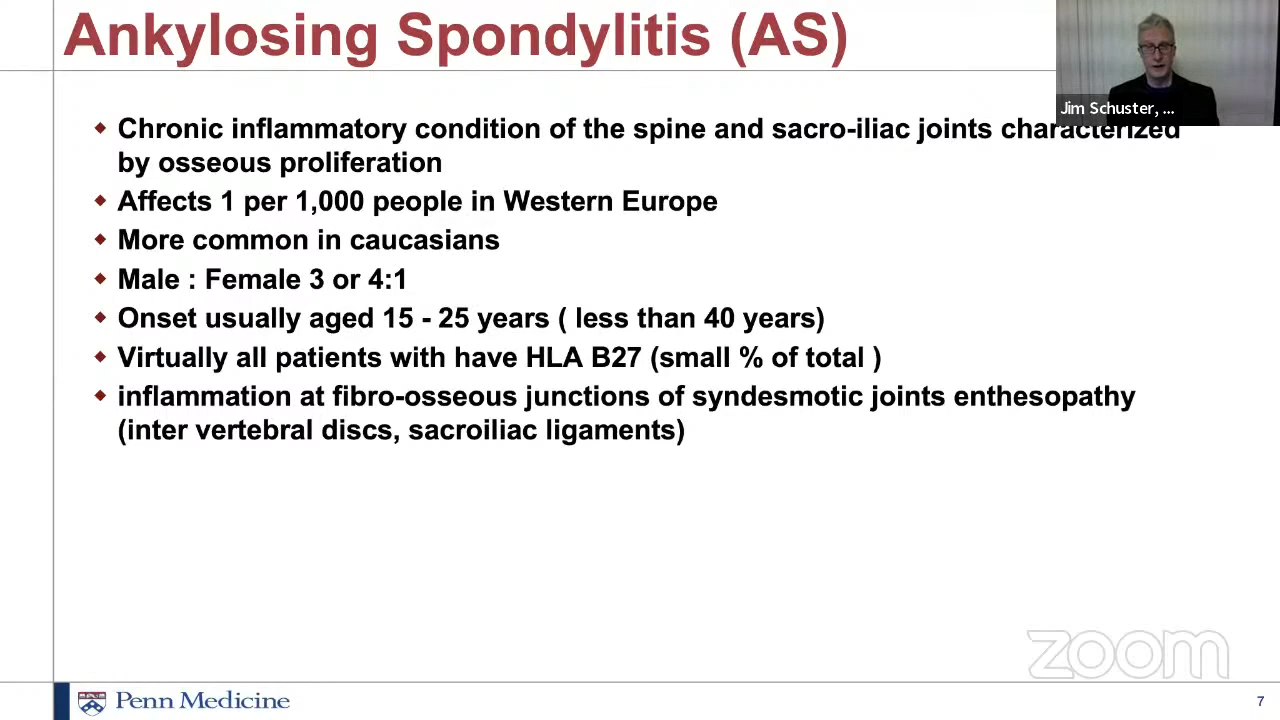 Ankylosing Spondylitis (AS)
Jim Schuster, ...
Chronic inflammatory condition of the spine and sacro-iliac joints characterized
by osseous proliferation
Affects 1 per 1,000 people in Western Europe
More common in caucasians
Male : Female 3 or 4:1
Onset usually aged 15 - 25 years ( less than 40 years)
Virtually all patients with have HLA B27 (small % of total )
inflammation at fibro-osseous junctions of syndesmotic joints enthesopathy
(inter vertebral discs, sacroiliac ligaments)
zoom
Penn Medicine
7